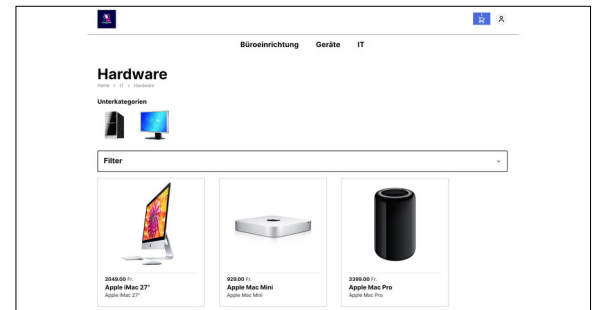 Büroeinrichtung Geräte IT
Hardware
Home > IT > Hardware
Unterkategorien
Filter
2049.00 Fr.
Apple iMac 27"
Apple iMac 27"
929.00 Fr.
Apple Mac Mini
Apple Mac Mini
3399.00 Fr.
Apple Mac Pro
Apple Mac Pro